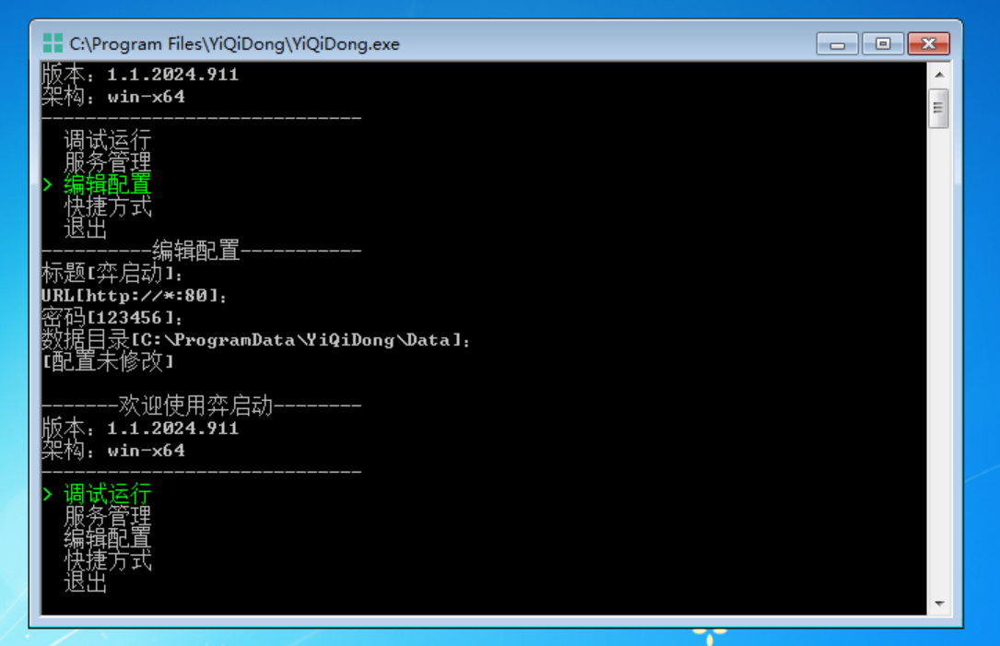 C:\Program Files\YiQiDong\YiQiDong.exe
版本: 1.1.2024.911
架构: win-x64
-----------------------------
调试运行
服务管理
> 编辑配置
快捷方式
退出
----------编辑配置-----------
标题[弈启动]:
URL[http://*:80]:
密码[123456]:
数据目录[C:\ProgramData\YiQiDong\Data]:
[配置未修改]
-------欢迎使用弈启动--------
版本: 1.1.2024.911
架构: win-x64
-----------------------------
> 调试运行
服务管理
编辑配置
快捷方式
退出